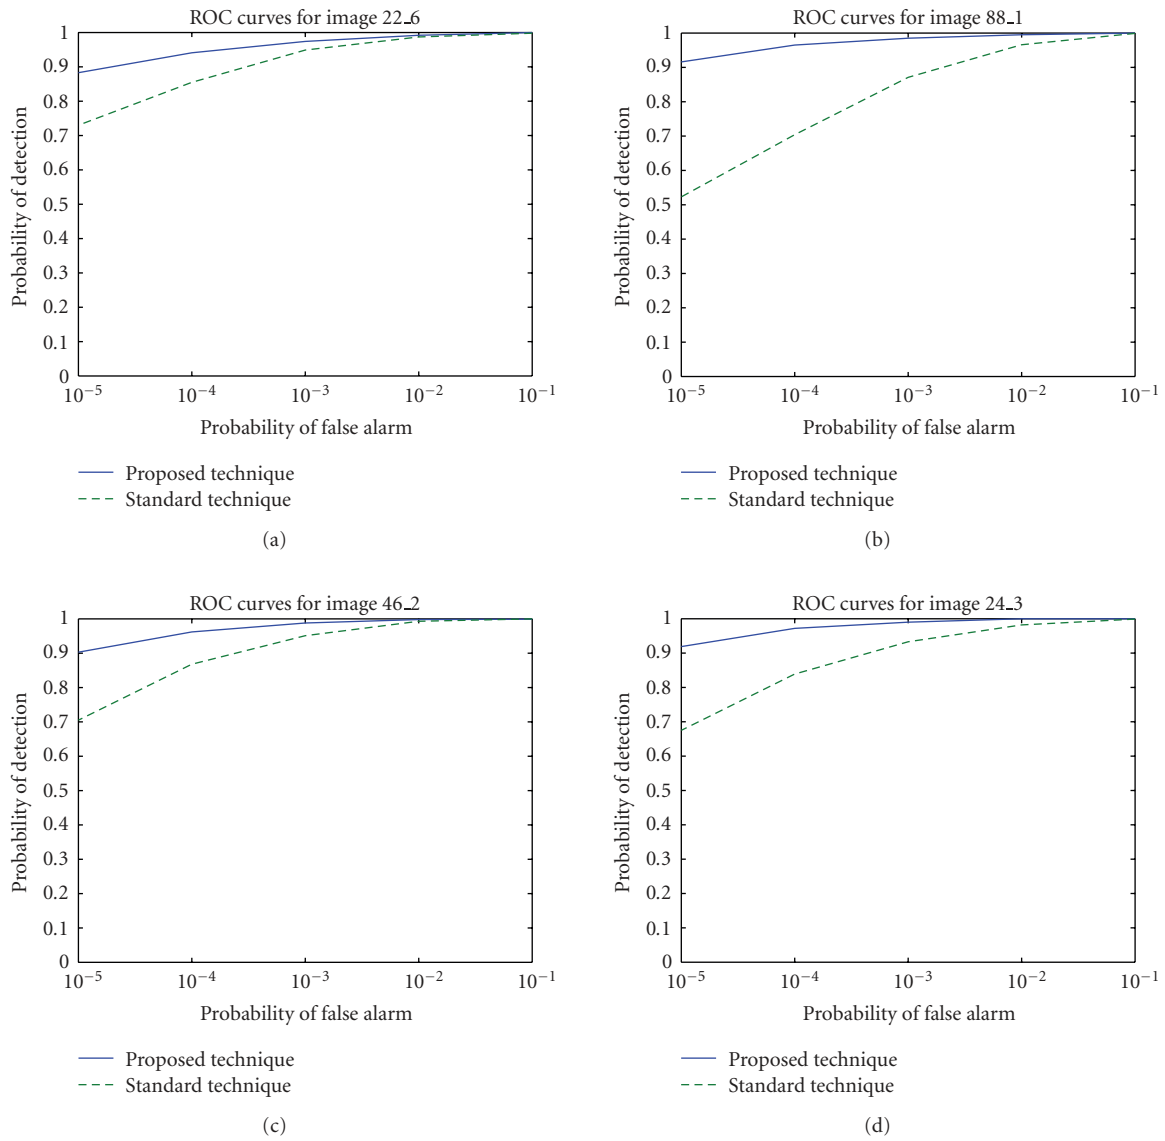 ROC curves for image 22_6
1
0.9
0.8
0.7
0.6
0.5
0.4
0.3
0.2
0.1
0
Probability of detection
10⁻⁵ 10⁻⁴ 10⁻³ 10⁻² 10⁻¹
Probability of false alarm
Proposed technique
Standard technique
(a)
ROC curves for image 88_1
1
0.9
0.8
0.7
0.6
0.5
0.4
0.3
0.2
0.1
0
Probability of detection
10⁻⁵ 10⁻⁴ 10⁻³ 10⁻² 10⁻¹
Probability of false alarm
Proposed technique
Standard technique
(b)
ROC curves for image 46_2
1
0.9
0.8
0.7
0.6
0.5
0.4
0.3
0.2
0.1
0
Probability of detection
10⁻⁵ 10⁻⁴ 10⁻³ 10⁻² 10⁻¹
Probability of false alarm
Proposed technique
Standard technique
(c)
ROC curves for image 24_3
1
0.9
0.8
0.7
0.6
0.5
0.4
0.3
0.2
0.1
0
Probability of detection
10⁻⁵ 10⁻⁴ 10⁻³ 10⁻² 10⁻¹
Probability of false alarm
Proposed technique
Standard technique
(d)